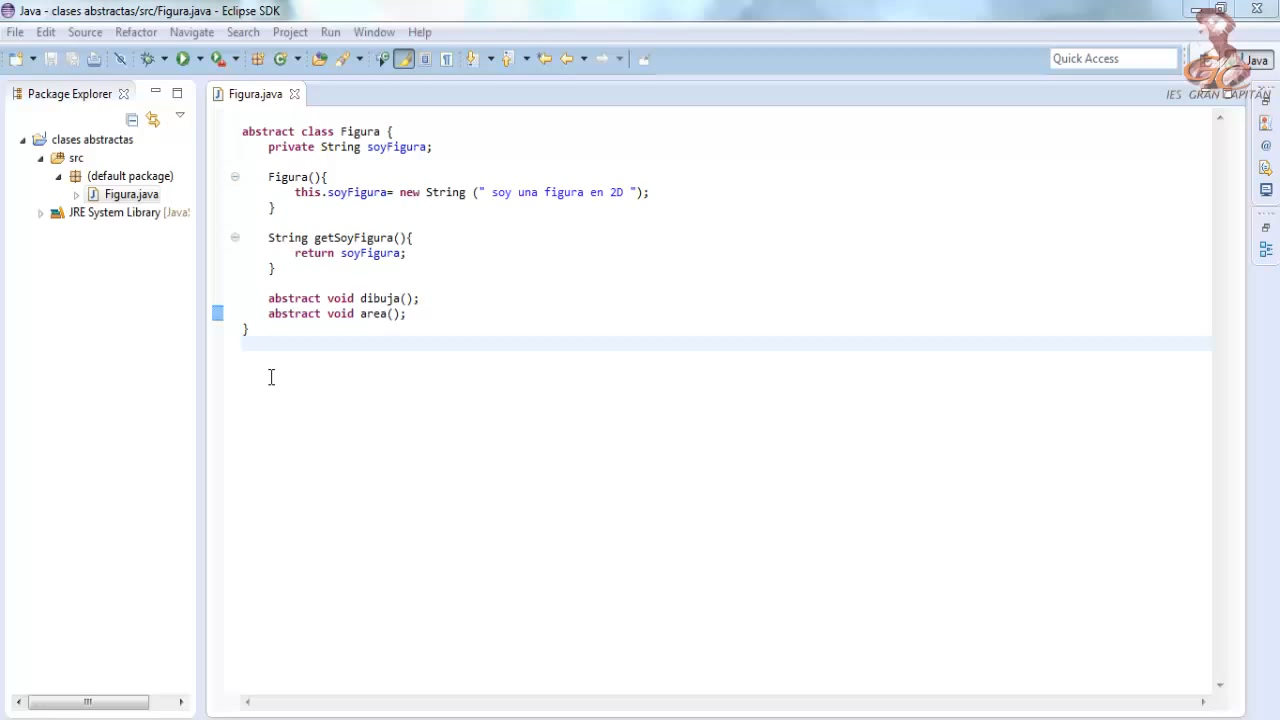 Java - clases abstractas/src/Figura.java - Eclipse SDK
File Edit Source Refactor Navigate Search Project Run Window Help
Quick Access
Java
IES GRAN CAPITAN
Package Explorer
Figura.java
clases abstractas
src
(default package)
Figura.java
JRE System Library [JavaS
abstract class Figura {
private String soyFigura;
Figura(){
this.soyFigura= new String (" soy una figura en 2D ");
}
String getSoyFigura(){
return soyFigura;
}
abstract void dibuja();
abstract void area();
}